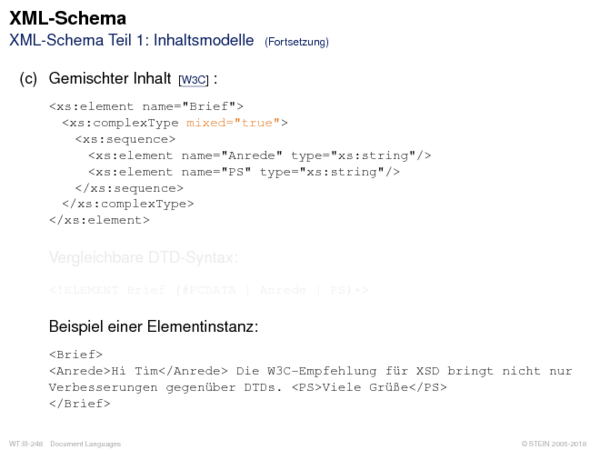 XML-Schema
XML-Schema Teil 1: Inhaltsmodelle (Fortsetzung)
(c) Gemischter Inhalt [W3C] :
<xs:element name="Brief">
<xs:complexType mixed="true">
<xs:sequence>
<xs:element name="Anrede" type="xs:string"/>
<xs:element name="PS" type="xs:string"/>
</xs:sequence>
</xs:complexType>
</xs:element>
Vergleichbare DTD-Syntax:
<!ELEMENT Brief (#PCDATA | Anrede | PS)*>
Beispiel einer Elementinstanz:
<Brief>
<Anrede>Hi Tim</Anrede> Die W3C-Empfehlung für XSD bringt nicht nur
Verbesserungen gegenüber DTDs. <PS>Viele Grüße</PS>
</Brief>
WT:III-248 Document Languages
© STEIN 2005-2018